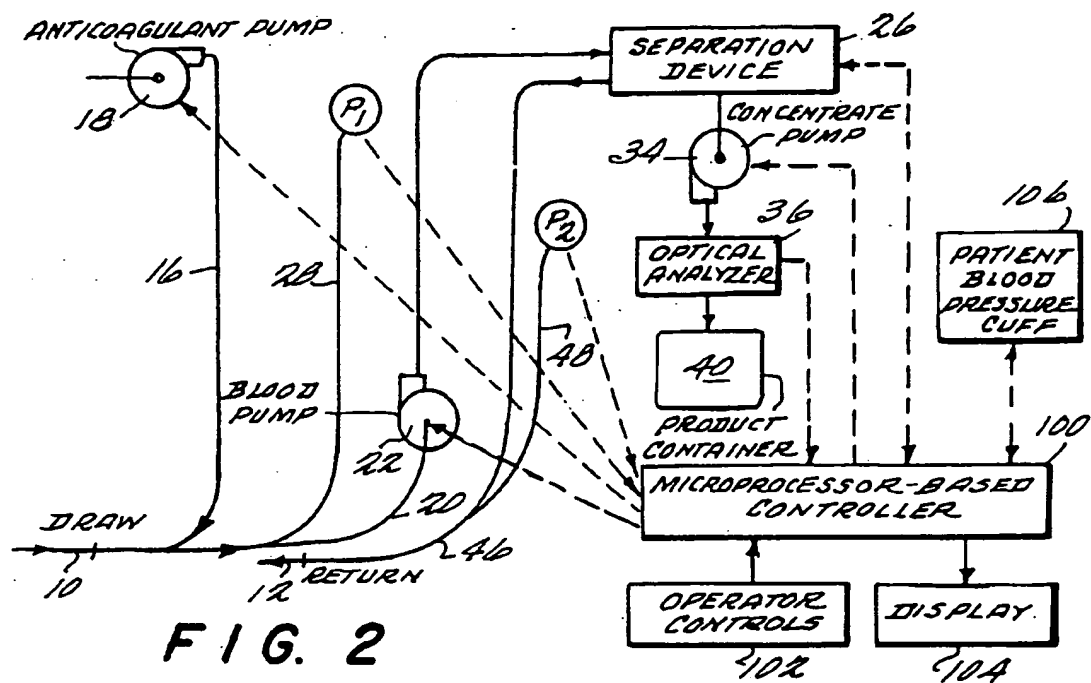 ANTICOAGULANT PUMP
18
16
P1
28
BLOOD
PUMP
22
20
DRAW
10
12
RETURN
46
48
P2
SEPARATION
DEVICE
26
CONCENTRATE
PUMP
34
OPTICAL
ANALYZER
36
40
PRODUCT
CONTAINER
106
PATIENT
BLOOD
PRESSURE
CUFF
100
MICROPROCESSOR-BASED
CONTROLLER
OPERATOR
CONTROLS
102
DISPLAY
104
FIG. 2